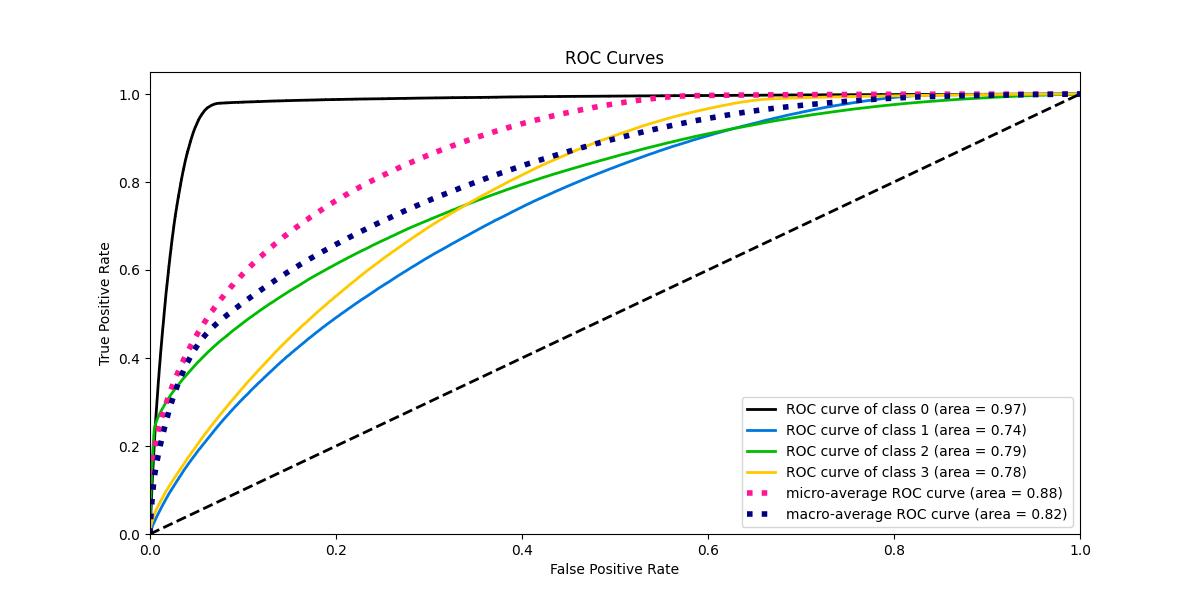 ROC Curves
True Positive Rate
1.0
0.8
0.6
0.4
0.2
0.0
ROC curve of class 0 (area = 0.97)
ROC curve of class 1 (area = 0.74)
ROC curve of class 2 (area = 0.79)
ROC curve of class 3 (area = 0.78)
micro-average ROC curve (area = 0.88)
macro-average ROC curve (area = 0.82)
0.0 0.2 0.4 0.6 0.8 1.0
False Positive Rate